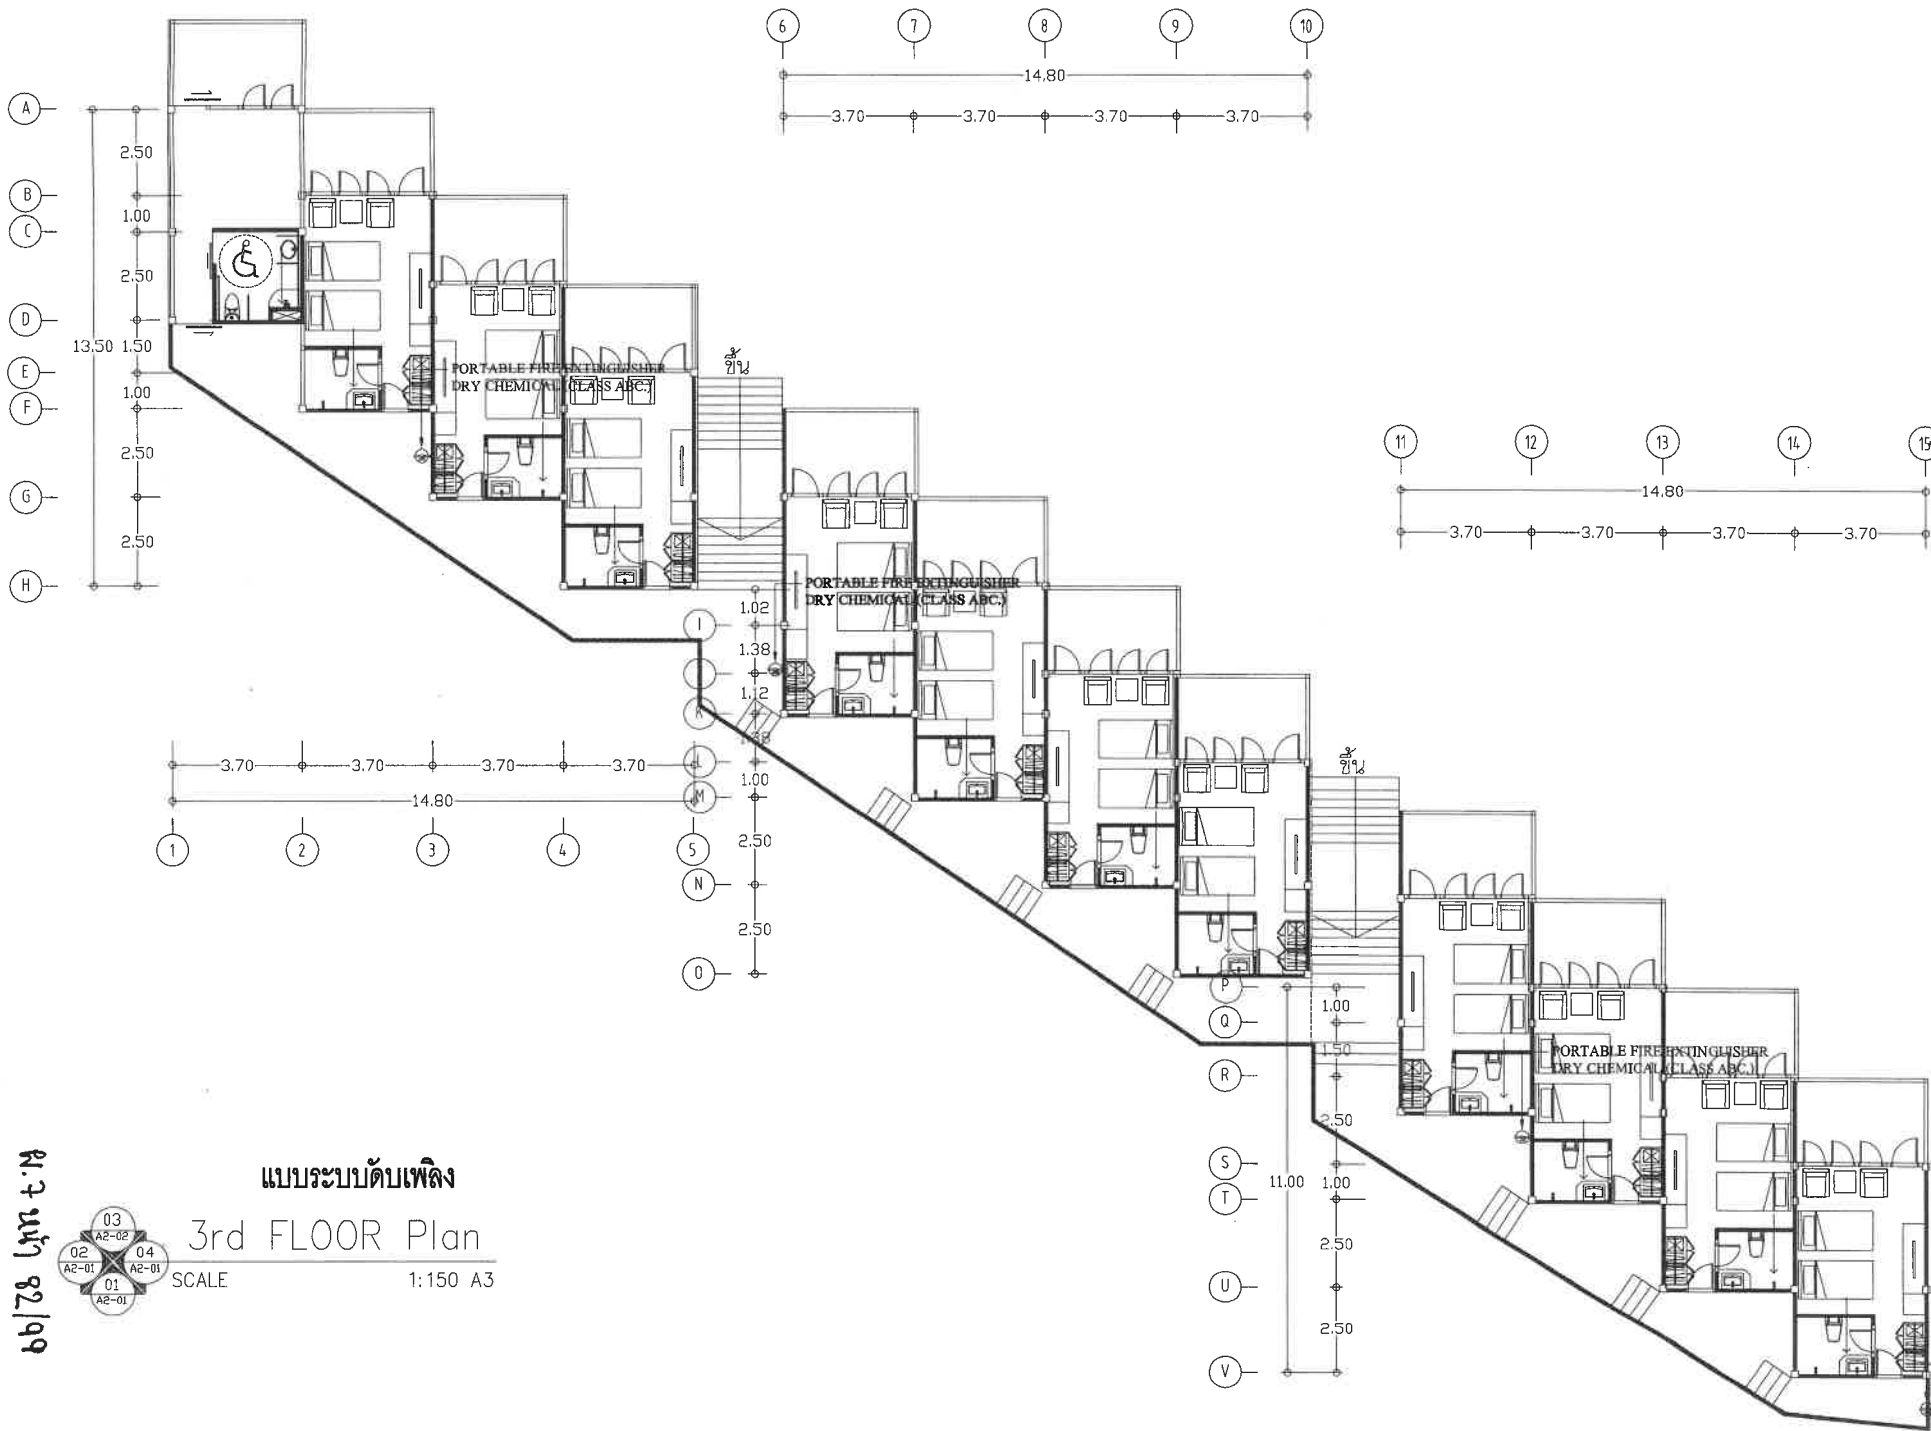 6 7 8 9 10
14.80
3.70 3.70 3.70 3.70
A
2.50
B
1.00
C
2.50
D
13.50 1.50
E
1.00
F
2.50
G
2.50
H
PORTABLE FIRE EXTINGUISHER
DRY CHEMICAL (CLASS ABC.)
ขึ้น
11 12 13 14 15
14.80
3.70 3.70 3.70 3.70
PORTABLE FIRE EXTINGUISHER
DRY CHEMICAL (CLASS ABC.)
1.02
I
1.38
1.12
K
1.38
L
1.00
M
2.50
N
2.50
O
3.70 3.70 3.70 3.70
14.80
1 2 3 4 5
ขึ้น
P
1.00
Q
1.50
R
2.50
S
11.00 1.00
T
2.50
U
2.50
V
PORTABLE FIRE EXTINGUISHER
DRY CHEMICAL (CLASS ABC.)
แบบระบบดับเพลิง
3rd FLOOR Plan
SCALE 1:150 A3
03
A2-02
02 04
A2-01 A2-01
01
A2-01